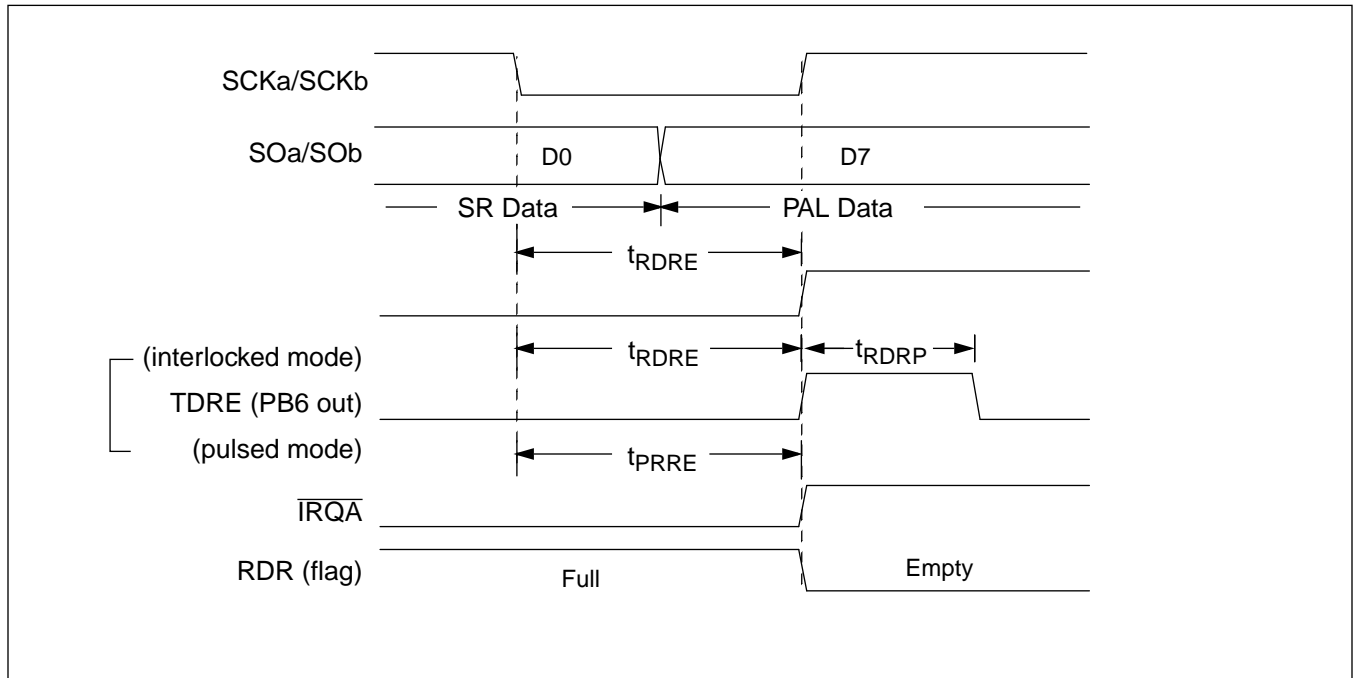 SCKa/SCKb
SOa/SOb
D0
D7
SR Data
PAL Data
tRDRE
(interlocked mode)
tRDRE
tRDRP
TDRE (PB6 out)
(pulsed mode)
tPRRE
IRQA
RDR (flag)
Full
Empty